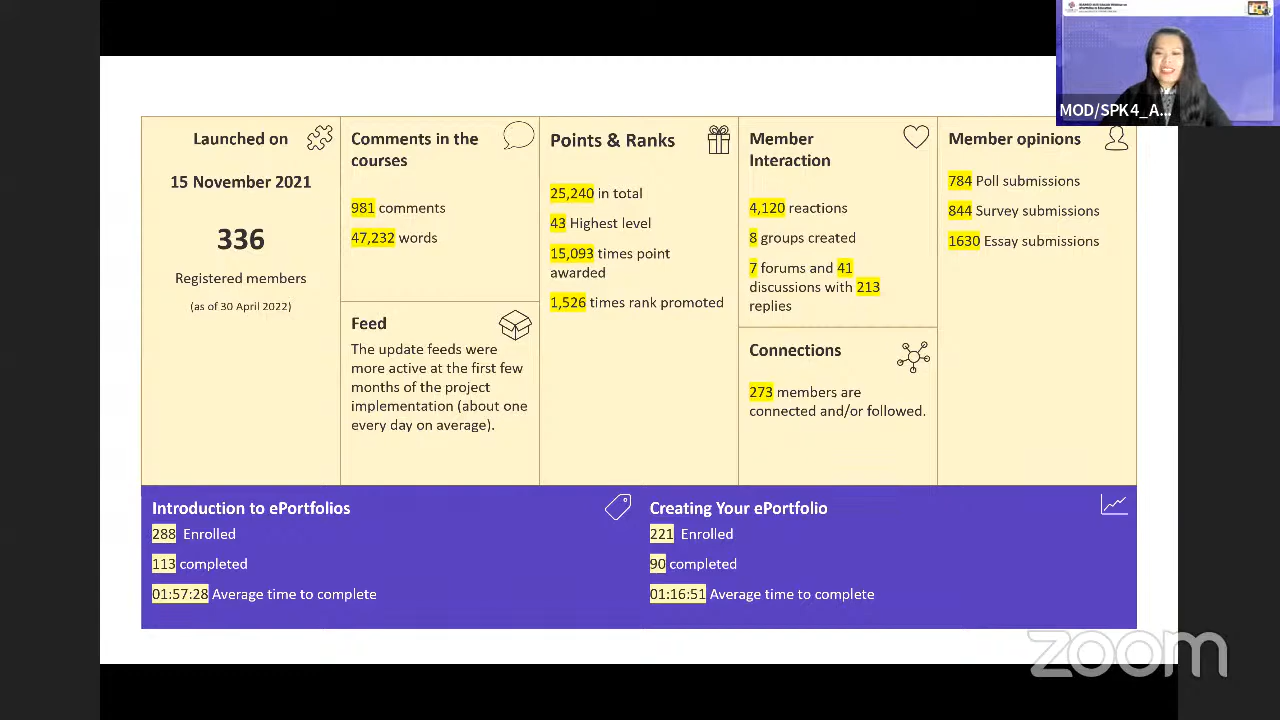 MOD/SPK4_A...
Launched on
15 November 2021
336
Registered members
(as of 30 April 2022)
Comments in the
courses
981 comments
47,232 words
Feed
The update feeds were
more active at the first few
months of the project
implementation (about one
every day on average).
Points & Ranks
25,240 in total
43 Highest level
15,093 times point
awarded
1,526 times rank promoted
Member
Interaction
4,120 reactions
8 groups created
7 forums and 41
discussions with 213
replies
Connections
273 members are
connected and/or followed.
Member opinions
784 Poll submissions
844 Survey submissions
1630 Essay submissions
Introduction to ePortfolios
288 Enrolled
113 completed
01:57:28 Average time to complete
Creating Your ePortfolio
221 Enrolled
90 completed
01:16:51 Average time to complete
zoom